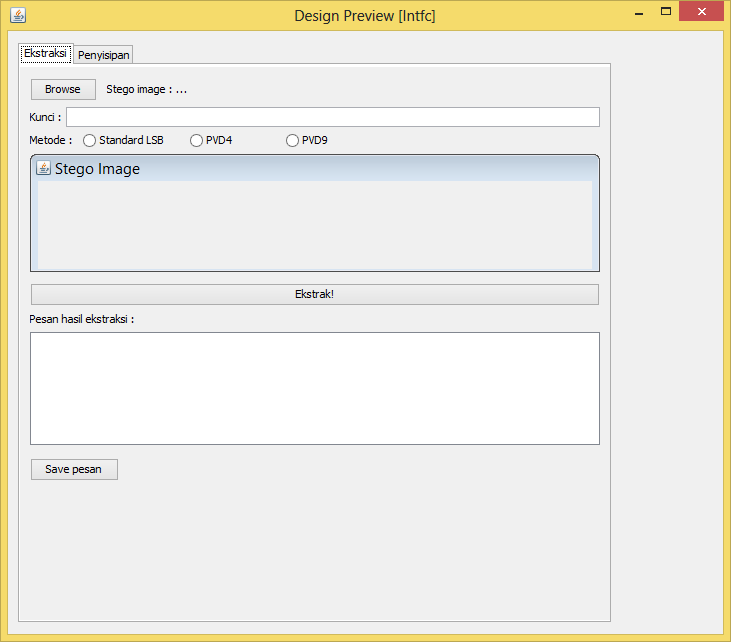 Design Preview [Intfc]
Ekstraksi Penyisipan
Browse Stego image : ...
Kunci :
Metode : Standard LSB PVD4 PVD9
Stego Image
Ekstrak!
Pesan hasil ekstraksi :
Save pesan